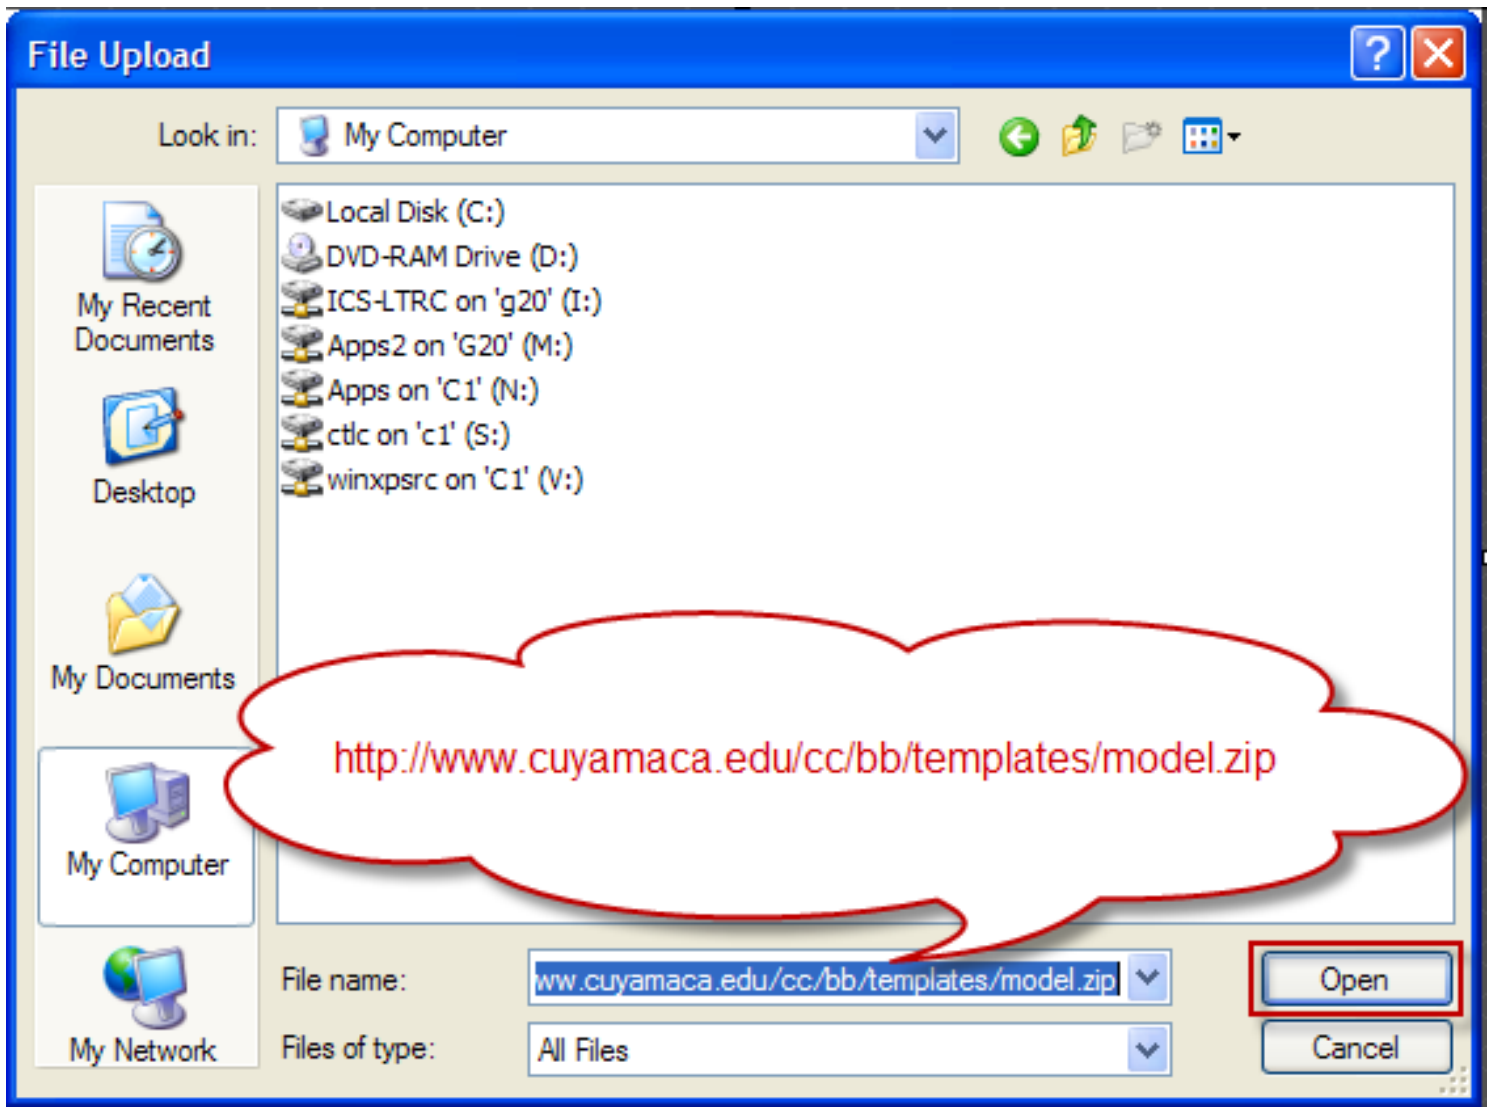 File Upload
Look in:
My Computer
My Recent
Documents
Desktop
My Documents
My Computer
My Network
Local Disk (C:)
DVD-RAM Drive (D:)
ICS-LTRC on 'g20' (I:)
Apps2 on 'G20' (M:)
Apps on 'C1' (N:)
ctlc on 'c1' (S:)
winxpsrc on 'C1' (V:)
http://www.cuyamaca.edu/cc/bb/templates/model.zip
File name:
ww.cuyamaca.edu/cc/bb/templates/model.zip
Open
Files of type:
All Files
Cancel